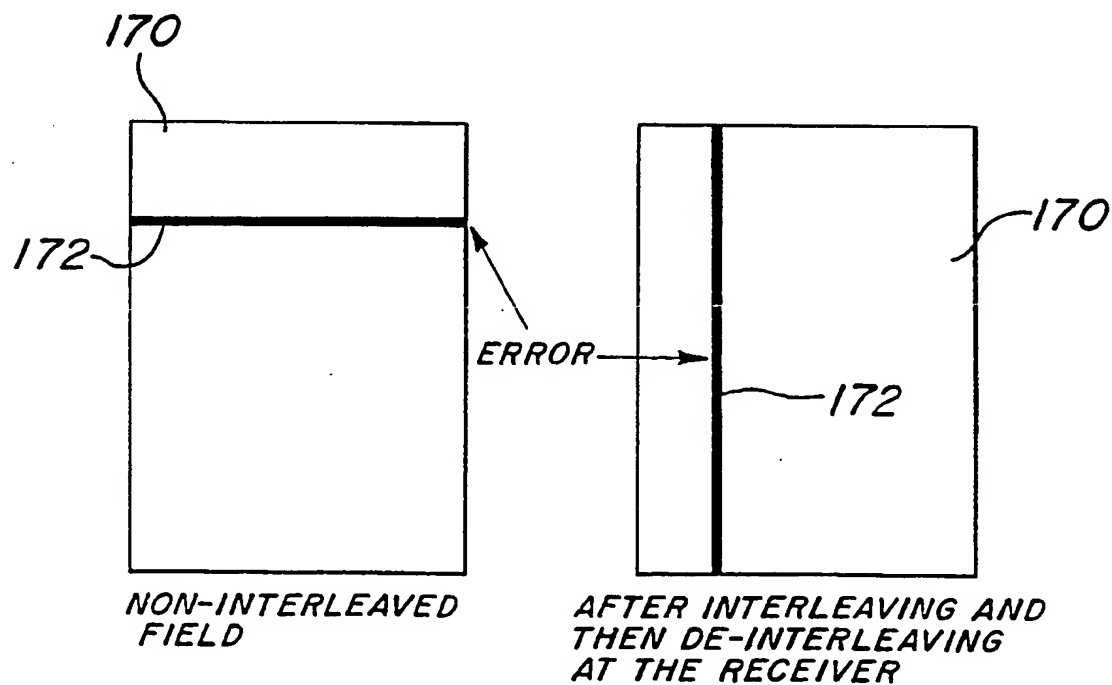 170
172
ERROR
170
172
NON-INTERLEAVED
FIELD
AFTER INTERLEAVING AND
THEN DE-INTERLEAVING
AT THE RECEIVER